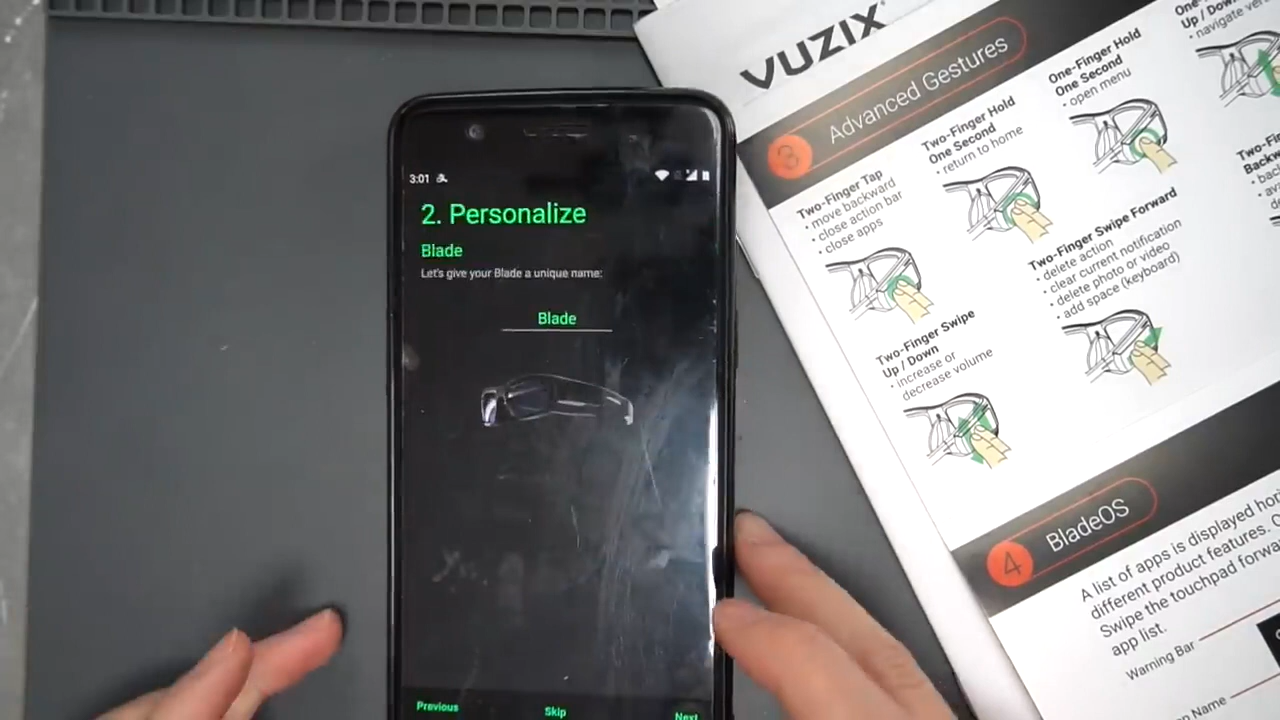 3:01
2. Personalize
Blade
Let's give your Blade a unique name:
Blade
Previous
Skip
Next
VUZIX
3
Advanced Gestures
Two-Finger Tap
• move backward
• close action bar
• close apps
Two-Finger Hold
One Second
• return to home
One-Finger Hold
One Second
• open menu
Up / Down
• navigate
Two-Finger Swipe
Up / Down
• increase or
decrease volume
Two-Finger Swipe Forward
• delete action
• clear current notification
• delete photo or video
• add space (keyboard)
4
BladeOS
A list of apps is displayed
different product features.
Swipe the touchpad
app list.
Warning Bar
Name